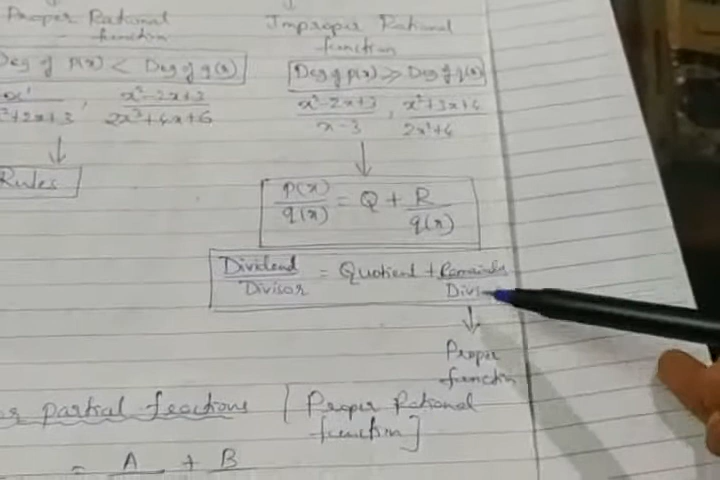 Proper Rational
function
Improper Rational
function
Deg of p(x) < Deg of q(x)
Deg of p(x) ≥ Deg of q(x)
x²-2x+3 / 2x³+4x+6
x²-2x+3 / x-3 , x²+3x+4 / 2x²+4
Rules
p(x)/q(x) = Q + R/q(x)
Dividend/Divisor = Quotient + Remainder/Divi
Proper
function
partial fractions [Proper Rational
function]
= A + B